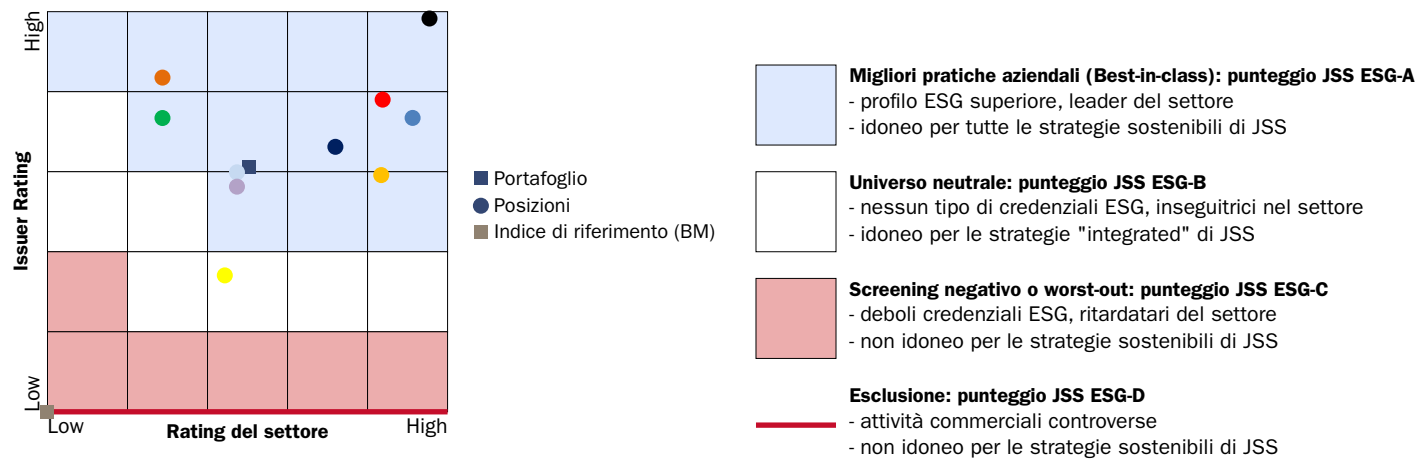 High
Issuer Rating
Low
Low
Rating del settore
High
Portafoglio
Posizioni
Indice di riferimento (BM)
Migliori pratiche aziendali (Best-in-class): punteggio JSS ESG-A
- profilo ESG superiore, leader del settore
- idoneo per tutte le strategie sostenibili di JSS
Universo neutrale: punteggio JSS ESG-B
- nessun tipo di credenziali ESG, inseguitrici nel settore
- idoneo per le strategie "integrated" di JSS
Screening negativo o worst-out: punteggio JSS ESG-C
- deboli credenziali ESG, ritardatari del settore
- non idoneo per le strategie sostenibili di JSS
Esclusione: punteggio JSS ESG-D
- attività commerciali controverse
- non idoneo per le strategie sostenibili di JSS